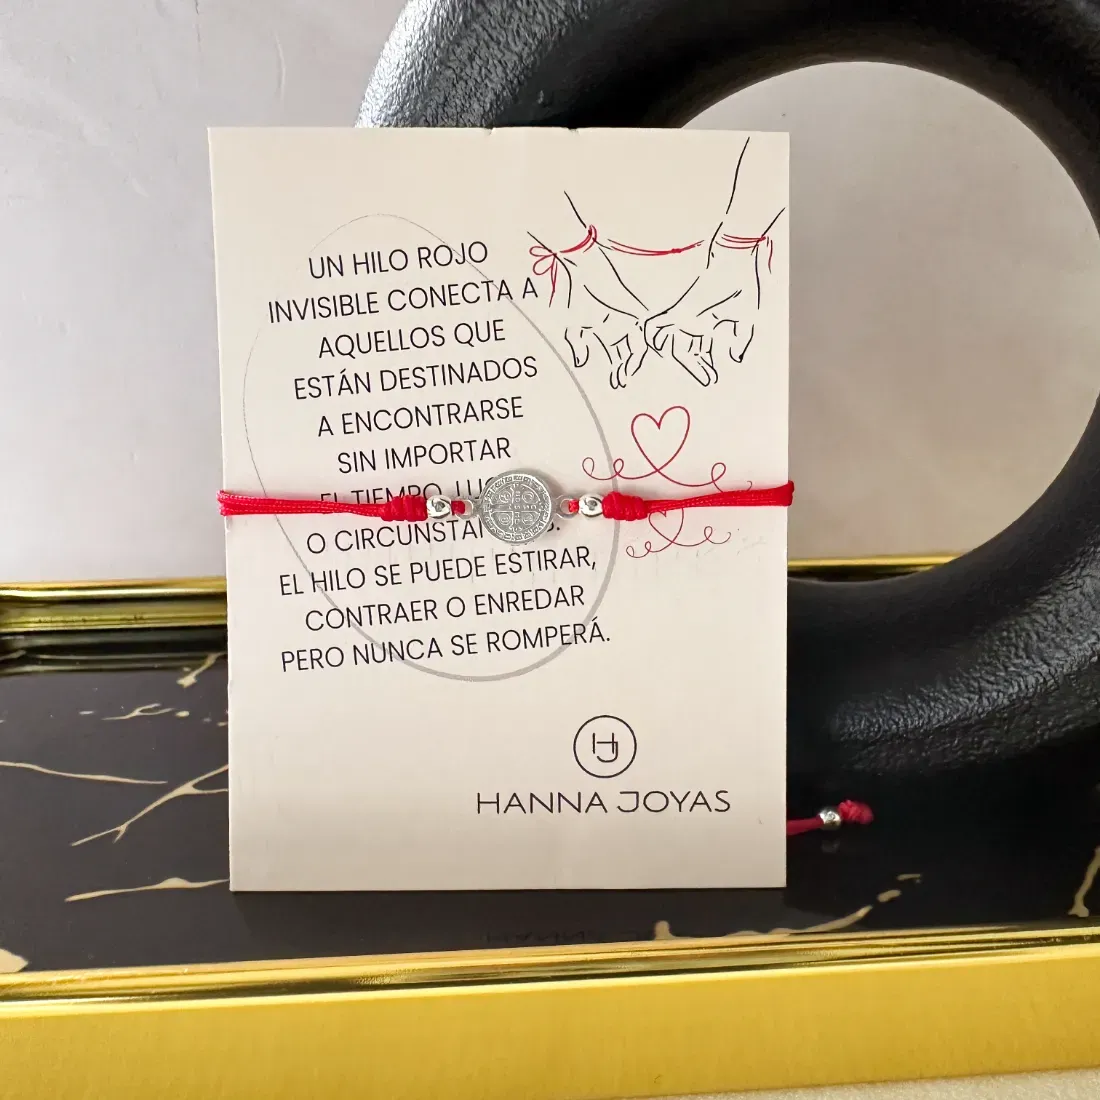 UN HILO ROJO
INVISIBLE CONECTA A
AQUELLOS QUE
ESTÁN DESTINADOS
A ENCONTRARSE
SIN IMPORTAR
EL TIEMPO,
O
EL HILO SE PUEDE ESTIRAR,
CONTRAER O ENREDAR
PERO NUNCA SE ROMPERÁ.
HJ
HANNA JOYAS